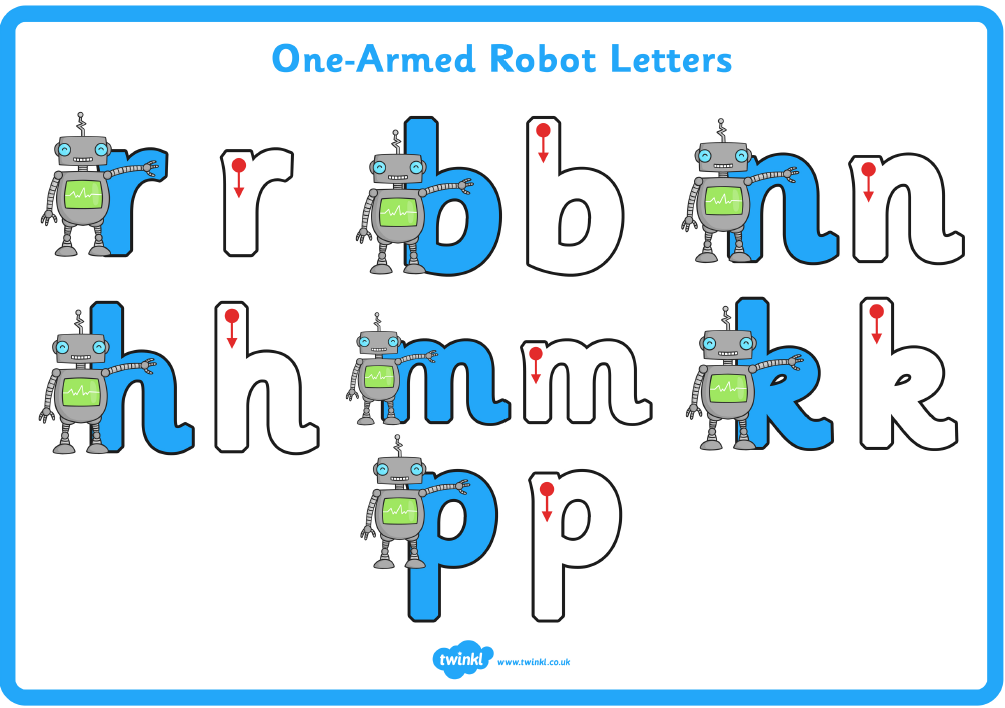 One-Armed Robot Letters
r r b b n n
h h m m k k
p p
twinkl www.twinkl.co.uk